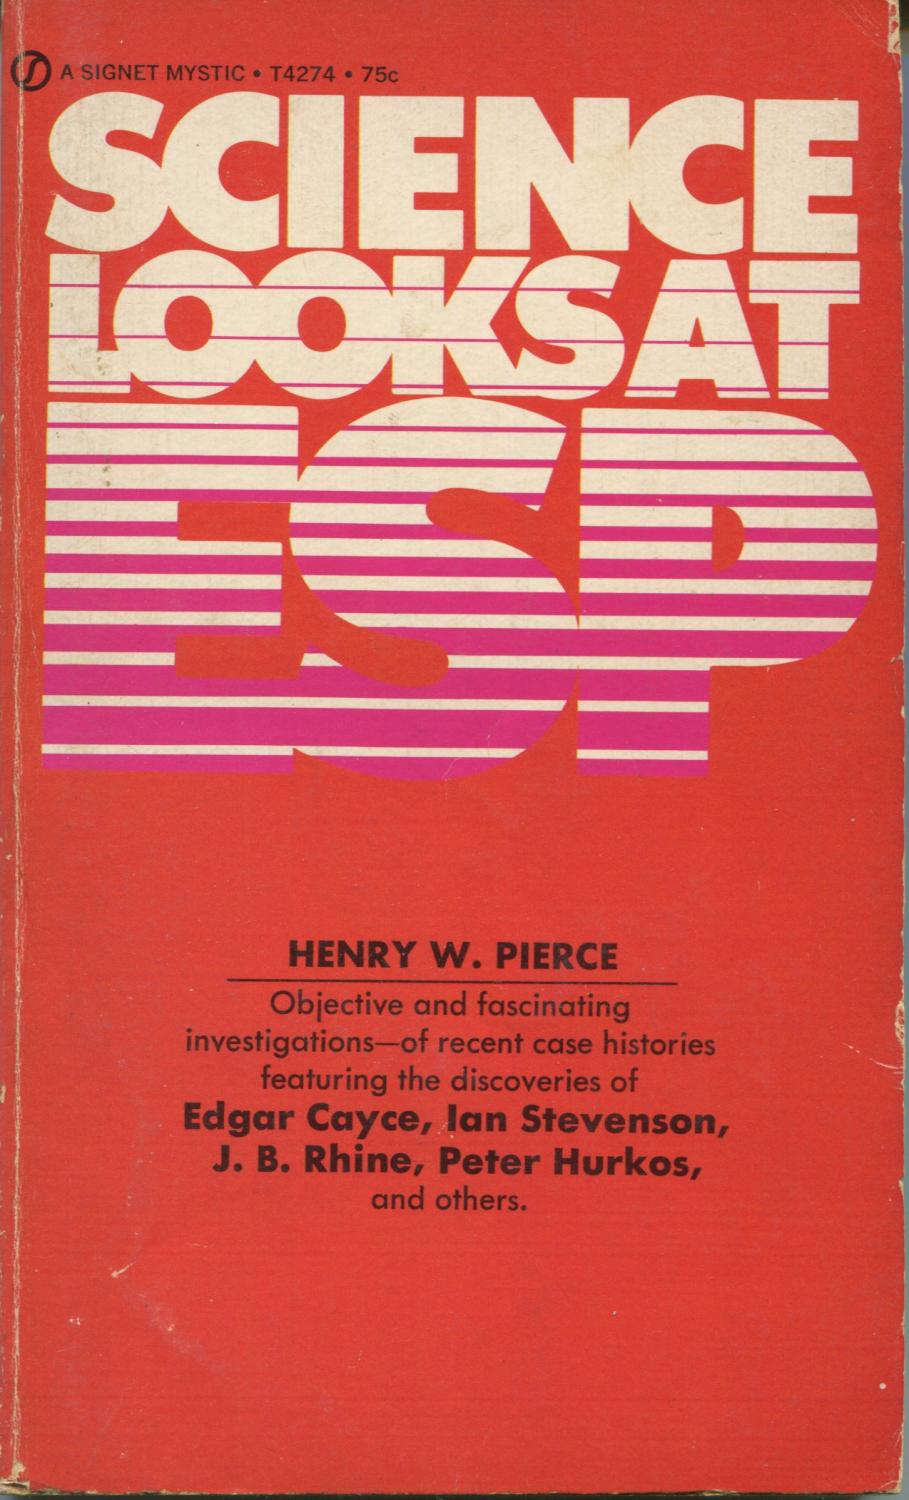 A SIGNET MYSTIC • T4274 • 75c
SCIENCE
LOOKS AT
ESP
HENRY W. PIERCE
Objective and fascinating
investigations—of recent case histories
featuring the discoveries of
Edgar Cayce, Ian Stevenson,
J. B. Rhine, Peter Hurkos,
and others.